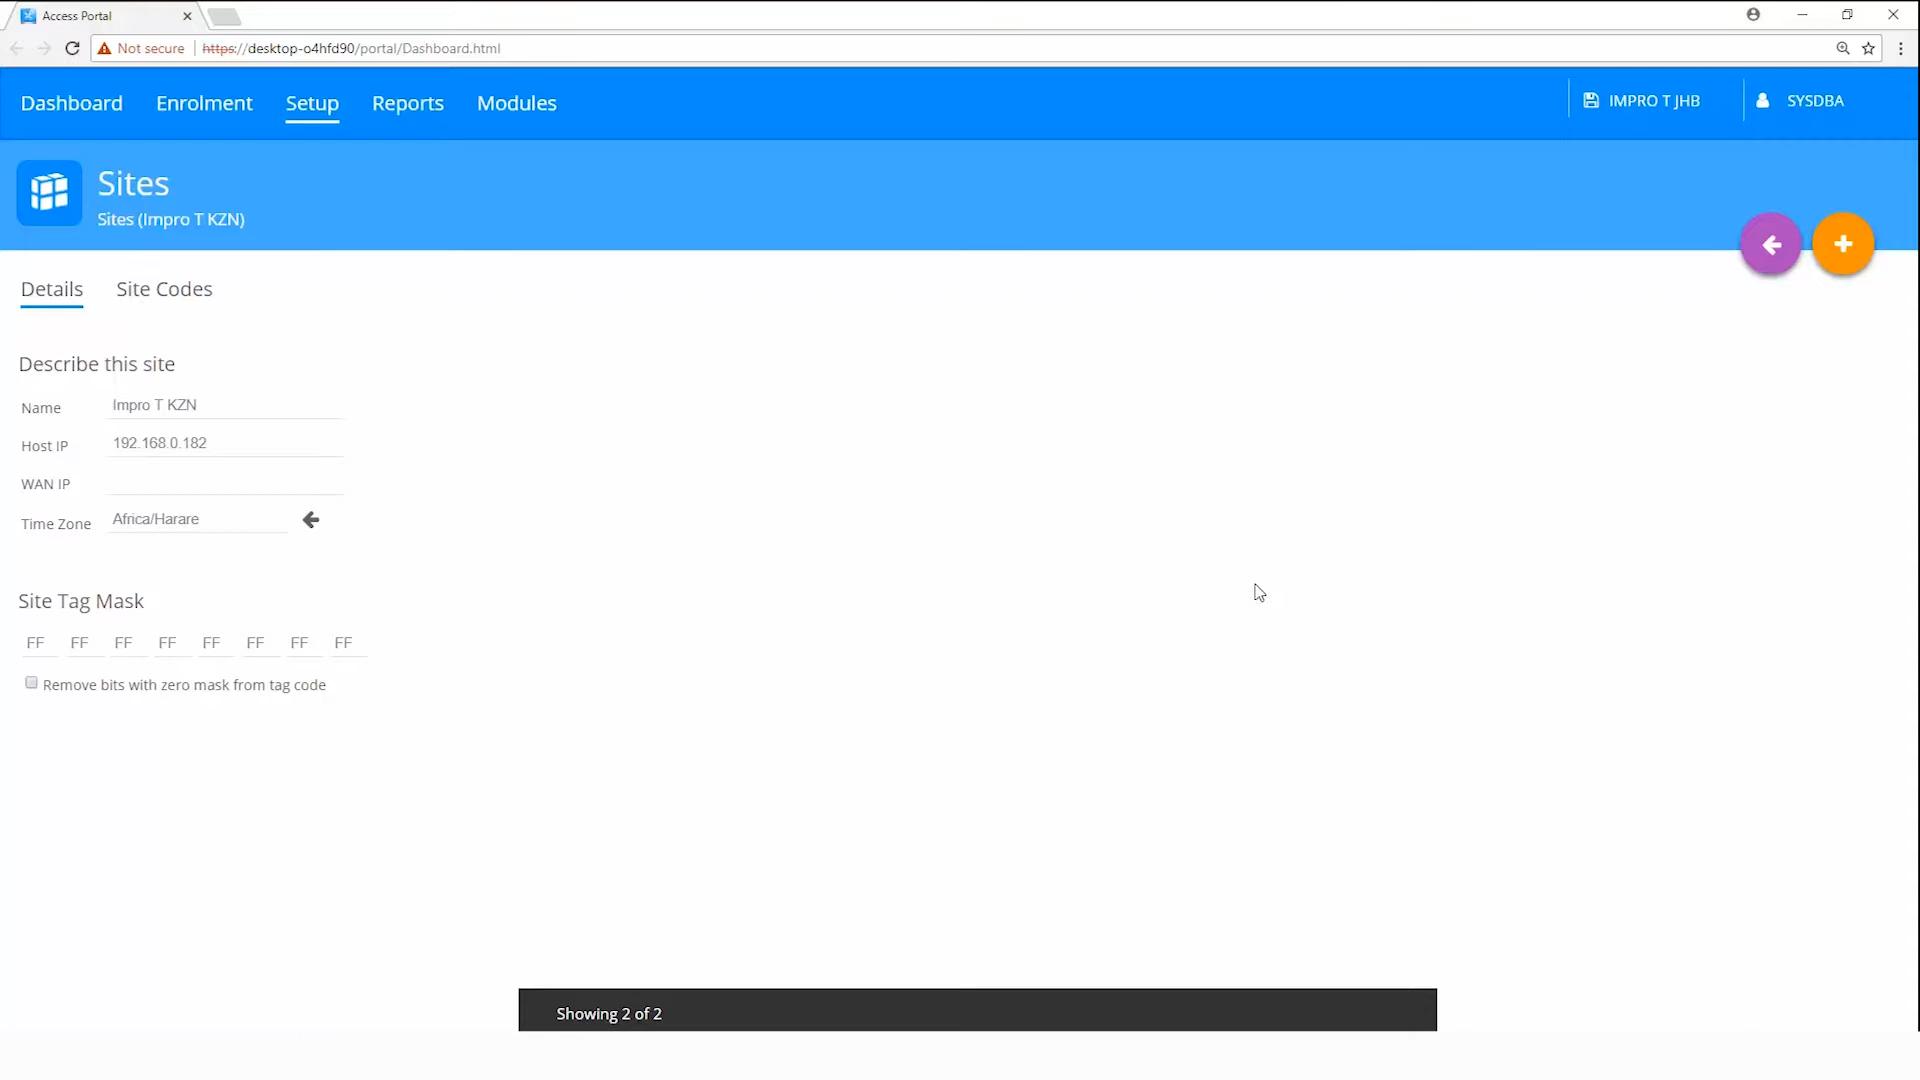 Access Portal
Not secure https://desktop-o4hfd90/portal/Dashboard.html
Dashboard Enrolment Setup Reports Modules IMPRO T JHB SYSDBA
Sites
Sites (Impro T KZN)
Details Site Codes
Describe this site
Name Impro T KZN
Host IP 192.168.0.182
WAN IP
Time Zone Africa/Harare
Site Tag Mask
FF FF FF FF FF FF FF FF
Remove bits with zero mask from tag code
Showing 2 of 2